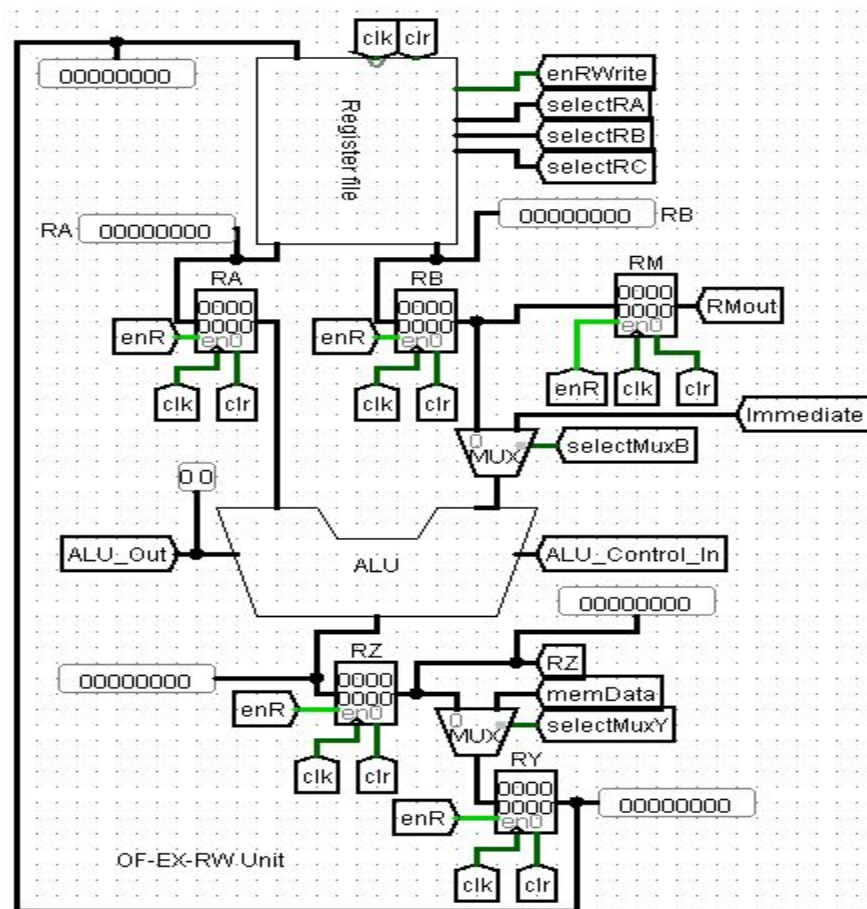 clk clr
00000000
enRWrite
selectRA
selectRB
selectRC
Register file
RA 00000000
00000000 RB
RA
0000
0000
en0
enR
clk clr
RB
0000
0000
en0
enR
clk clr
RM
0000
0000
en0
RMout
enR clk clr
Immediate
0
MUX
selectMuxB
0 0
ALU_Out
ALU
ALU_Control_In
00000000
00000000
RZ
0000
0000
en0
enR
clk clr
RZ
memData
0
MUX
selectMuxY
RY
0000
0000
en0
enR
00000000
clk clr
OF-EX-RW Unit